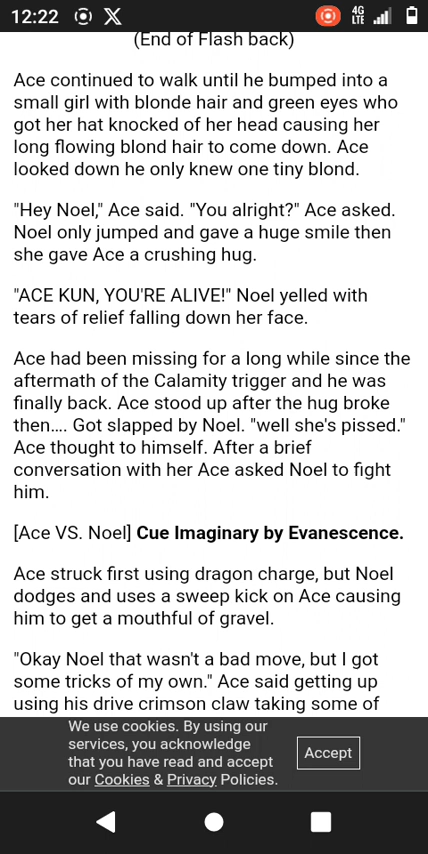 12:22
4G
LTE
(End of Flash back)
Ace continued to walk until he bumped into a
small girl with blonde hair and green eyes who
got her hat knocked of her head causing her
long flowing blond hair to come down. Ace
looked down he only knew one tiny blond.
"Hey Noel," Ace said. "You alright?" Ace asked.
Noel only jumped and gave a huge smile then
she gave Ace a crushing hug.
"ACE KUN, YOU'RE ALIVE!" Noel yelled with
tears of relief falling down her face.
Ace had been missing for a long while since the
aftermath of the Calamity trigger and he was
finally back. Ace stood up after the hug broke
then.... Got slapped by Noel. "well she's pissed."
Ace thought to himself. After a brief
conversation with her Ace asked Noel to fight
him.
[Ace VS. Noel] Cue Imaginary by Evanescence.
Ace struck first using dragon charge, but Noel
dodges and uses a sweep kick on Ace causing
him to get a mouthful of gravel.
"Okay Noel that wasn't a bad move, but I got
some tricks of my own." Ace said getting up
using his drive crimson claw taking some of
We use cookies. By using our
services, you acknowledge
that you have read and accept
our Cookies & Privacy Policies.
Accept